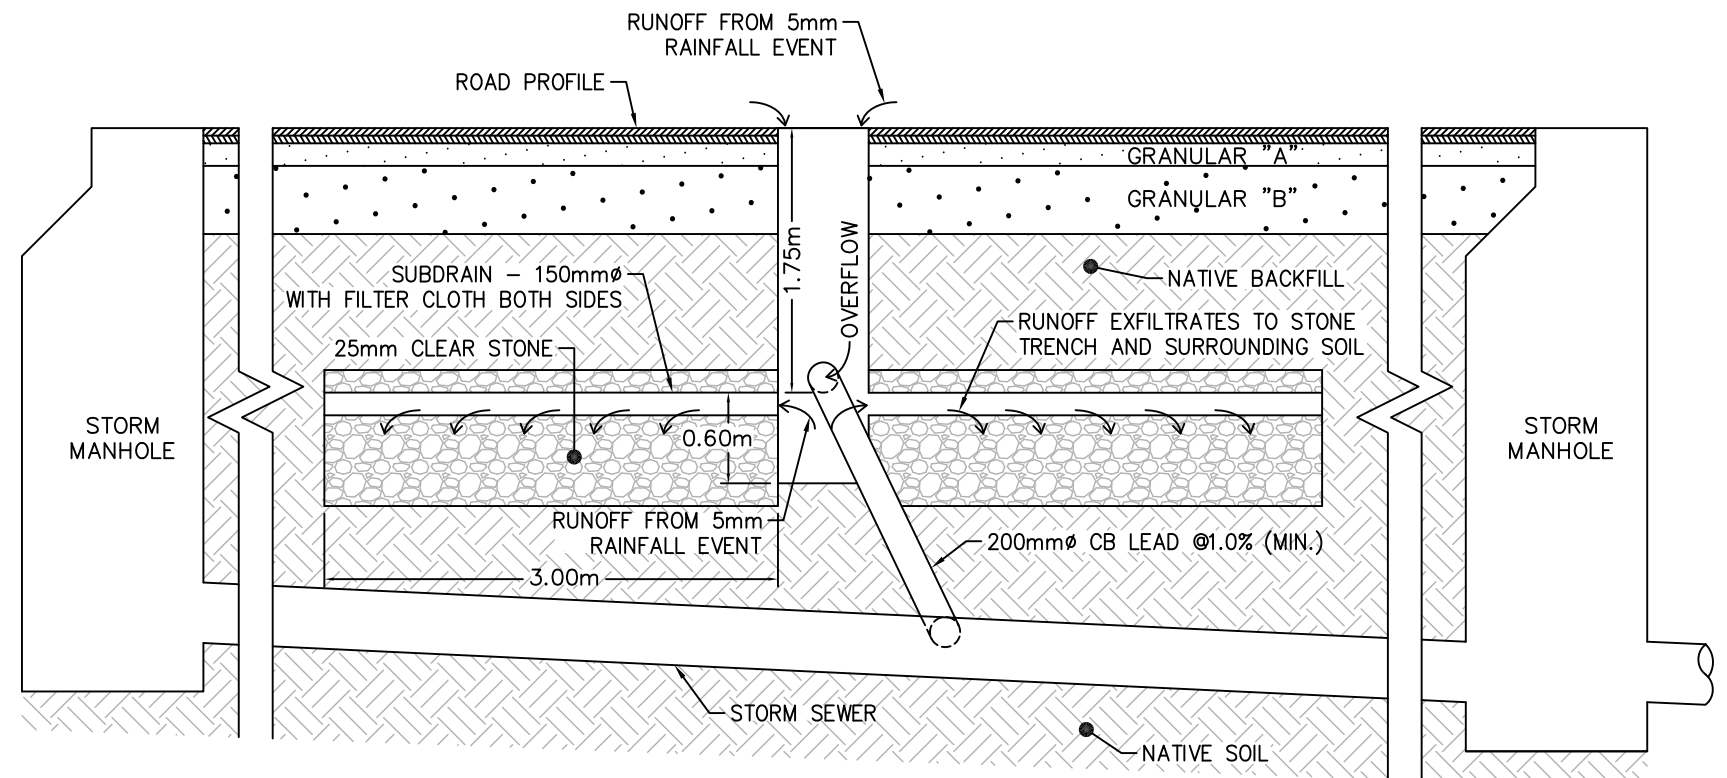 RUNOFF FROM 5mm
RAINFALL EVENT
ROAD PROFILE
GRANULAR "A"
GRANULAR "B"
1.75m
OVERFLOW
SUBDRAIN – 150mmø
WITH FILTER CLOTH BOTH SIDES
NATIVE BACKFILL
25mm CLEAR STONE
RUNOFF EXFILTRATES TO STONE
TRENCH AND SURROUNDING SOIL
STORM
MANHOLE
0.60m
STORM
MANHOLE
RUNOFF FROM 5mm
RAINFALL EVENT
200mmø CB LEAD @1.0% (MIN.)
3.00m
STORM SEWER
NATIVE SOIL